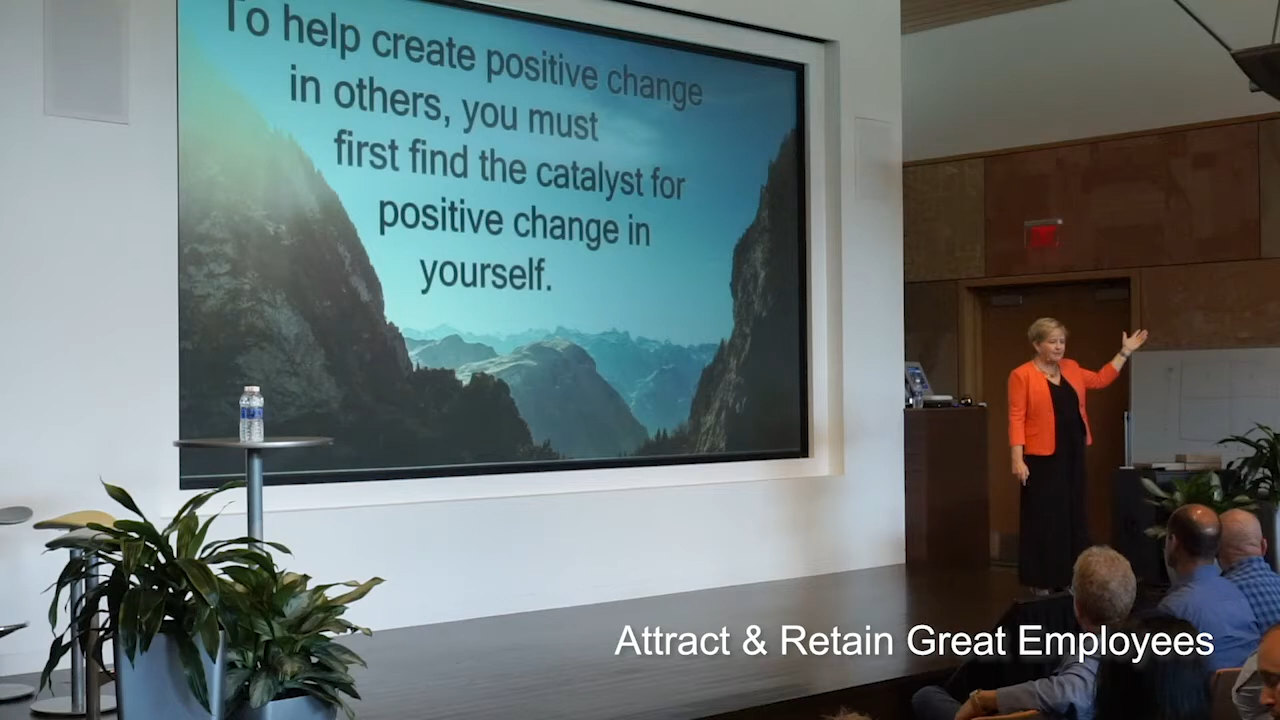 To help create positive change
in others, you must
first find the catalyst for
positive change in
yourself.
Attract & Retain Great Employees